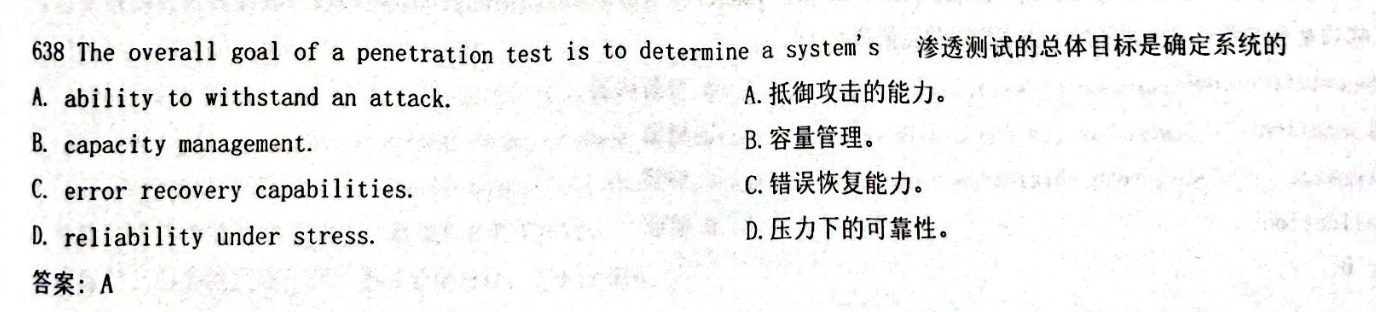 638 The overall goal of a penetration test is to determine a system's 渗透测试的总体目标是确定系统的
A. ability to withstand an attack. A. 抵御攻击的能力。
B. capacity management. B. 容量管理。
C. error recovery capabilities. C. 错误恢复能力。
D. reliability under stress. D. 压力下的可靠性。
答案: A